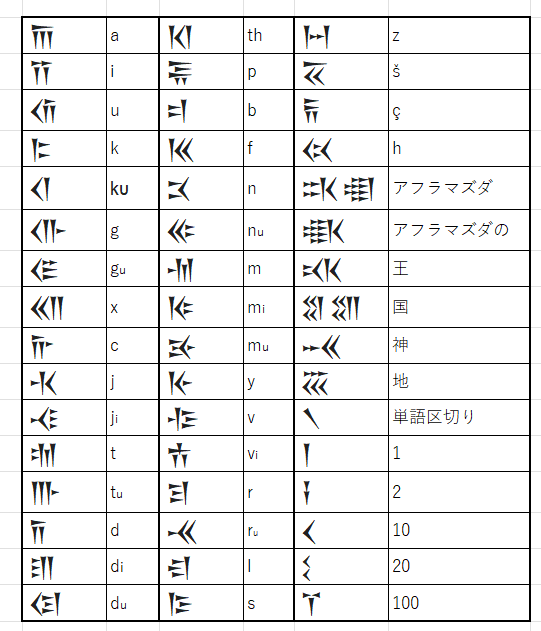 𐎠 a 𐎰 th 𐏀 z
𐎡 i 𐎱 p 𐏁 š
𐎢 u 𐎲 b 𐏂 ç
𐎣 k 𐎳 f 𐏃 h
𐎤 ku 𐎴 n 𐏈 𐏉 アフラマズダ
𐎥 g 𐎵 nu 𐏊 アフラマズダの
𐎦 gu 𐎶 m 𐏋 王
𐎧 x 𐎷 mi 𐏌 𐏍 国
𐎨 c 𐎸 mu 𐏎 神
𐎩 j 𐎹 y 𐏏 地
𐎪 ji 𐎺 v 𐏐 単語区切り
𐎫 t 𐎻 vi 𐏑 1
𐎬 tu 𐎼 r 𐏒 2
𐎭 d 𐎽 ru 𐏓 10
𐎮 di 𐎾 l 𐏔 20
𐎯 du 𐎿 s 𐏕 100